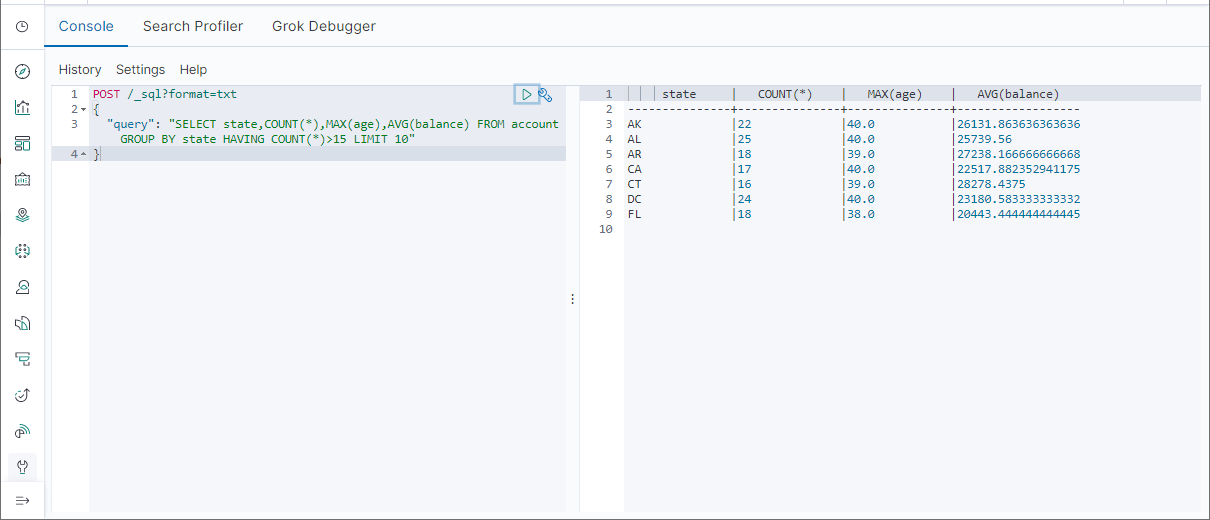 Console Search Profiler Grok Debugger
History Settings Help
1 POST /_sql?format=txt
2 {
3 "query": "SELECT state,COUNT(*),MAX(age),AVG(balance) FROM account
GROUP BY state HAVING COUNT(*)>15 LIMIT 10"
4 }
1 state | COUNT(*) | MAX(age) | AVG(balance)
2 ---------------+---------------+---------------+------------------
3 AK |22 |40.0 |26131.863636363636
4 AL |25 |40.0 |25739.56
5 AR |18 |39.0 |27238.166666666668
6 CA |17 |40.0 |22517.882352941175
7 CT |16 |39.0 |28278.4375
8 DC |24 |40.0 |23180.583333333332
9 FL |18 |38.0 |20443.444444444445
10